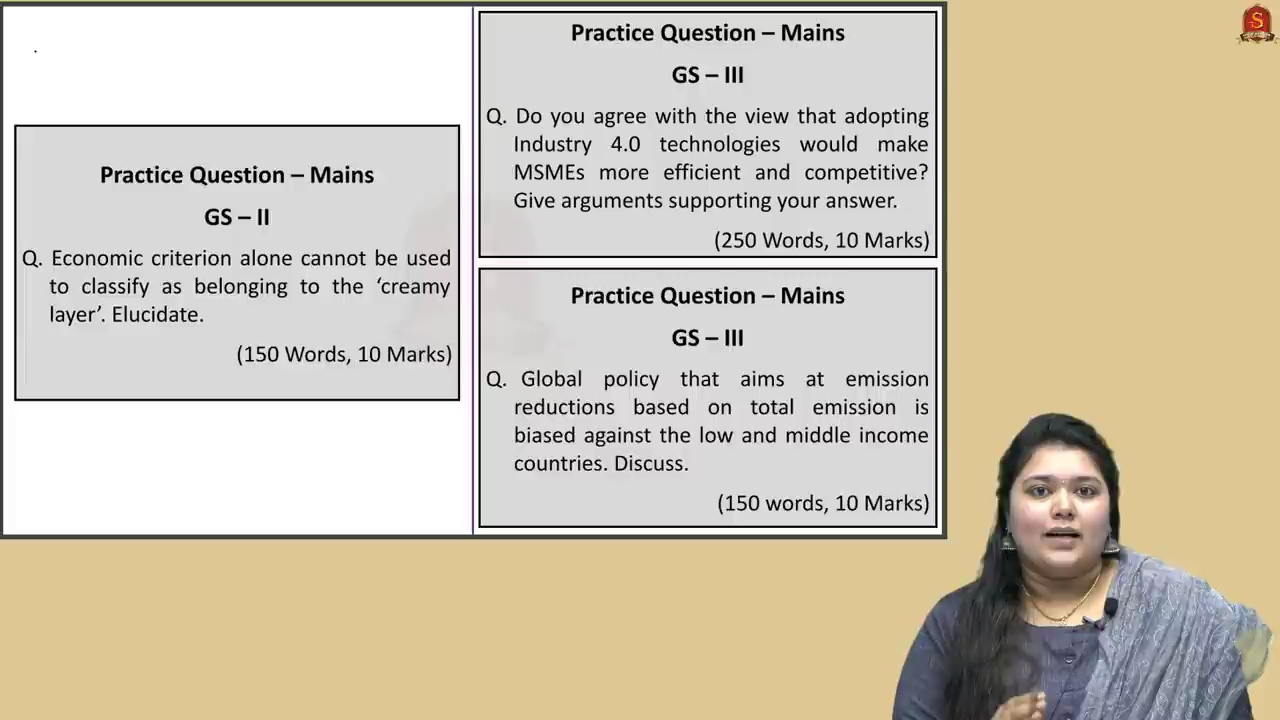 Practice Question – Mains
GS – II
Q. Economic criterion alone cannot be used
to classify as belonging to the ‘creamy
layer’. Elucidate.
(150 Words, 10 Marks)
Practice Question – Mains
GS – III
Q. Do you agree with the view that adopting
Industry 4.0 technologies would make
MSMEs more efficient and competitive?
Give arguments supporting your answer.
(250 Words, 10 Marks)
Practice Question – Mains
GS – III
Q. Global policy that aims at emission
reductions based on total emission is
biased against the low and middle income
countries. Discuss.
(150 words, 10 Marks)
S